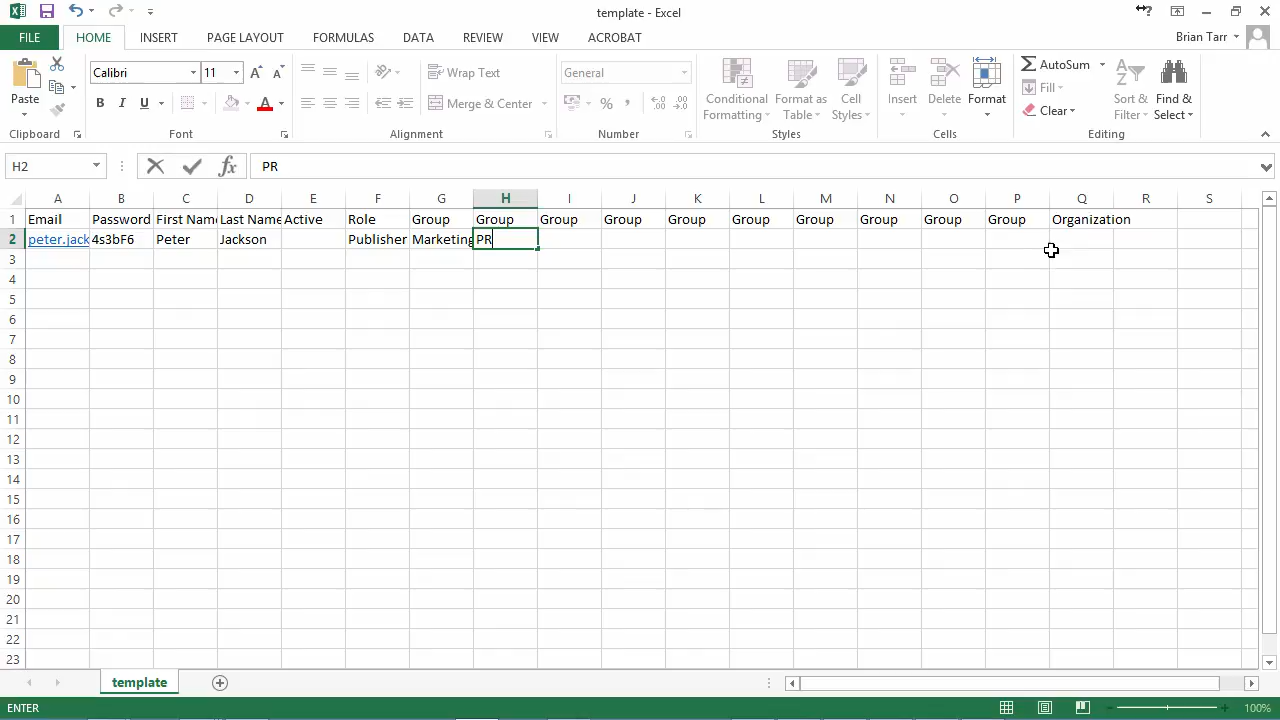 template - Excel
FILE HOME INSERT PAGE LAYOUT FORMULAS DATA REVIEW VIEW ACROBAT Brian Tarr
Calibri 11 Wrap Text General AutoSum
Fill
Paste B I U Merge & Center % , Conditional Formatting Format as Table Cell Styles Insert Delete Format Clear Sort & Filter Find & Select
Clipboard Font Alignment Number Styles Cells Editing
H2 fx PR
A B C D E F G H I J K L M N O P Q R S
1 Email Password First Name Last Name Active Role Group Group Group Group Group Group Group Group Group Group Organization
2 peter.jack 4s3bF6 Peter Jackson Publisher Marketing PR
3
4
5
6
7
8
9
10
11
12
13
14
15
16
17
18
19
20
21
22
23
template
ENTER 100%